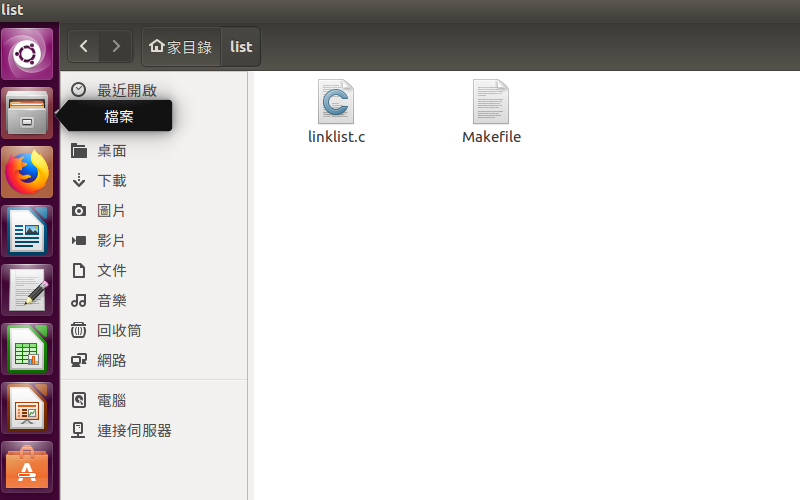 list
家目錄 list
最近開啟
檔案
桌面
下載
圖片
影片
文件
音樂
回收筒
網路
電腦
連接伺服器
linklist.c
Makefile